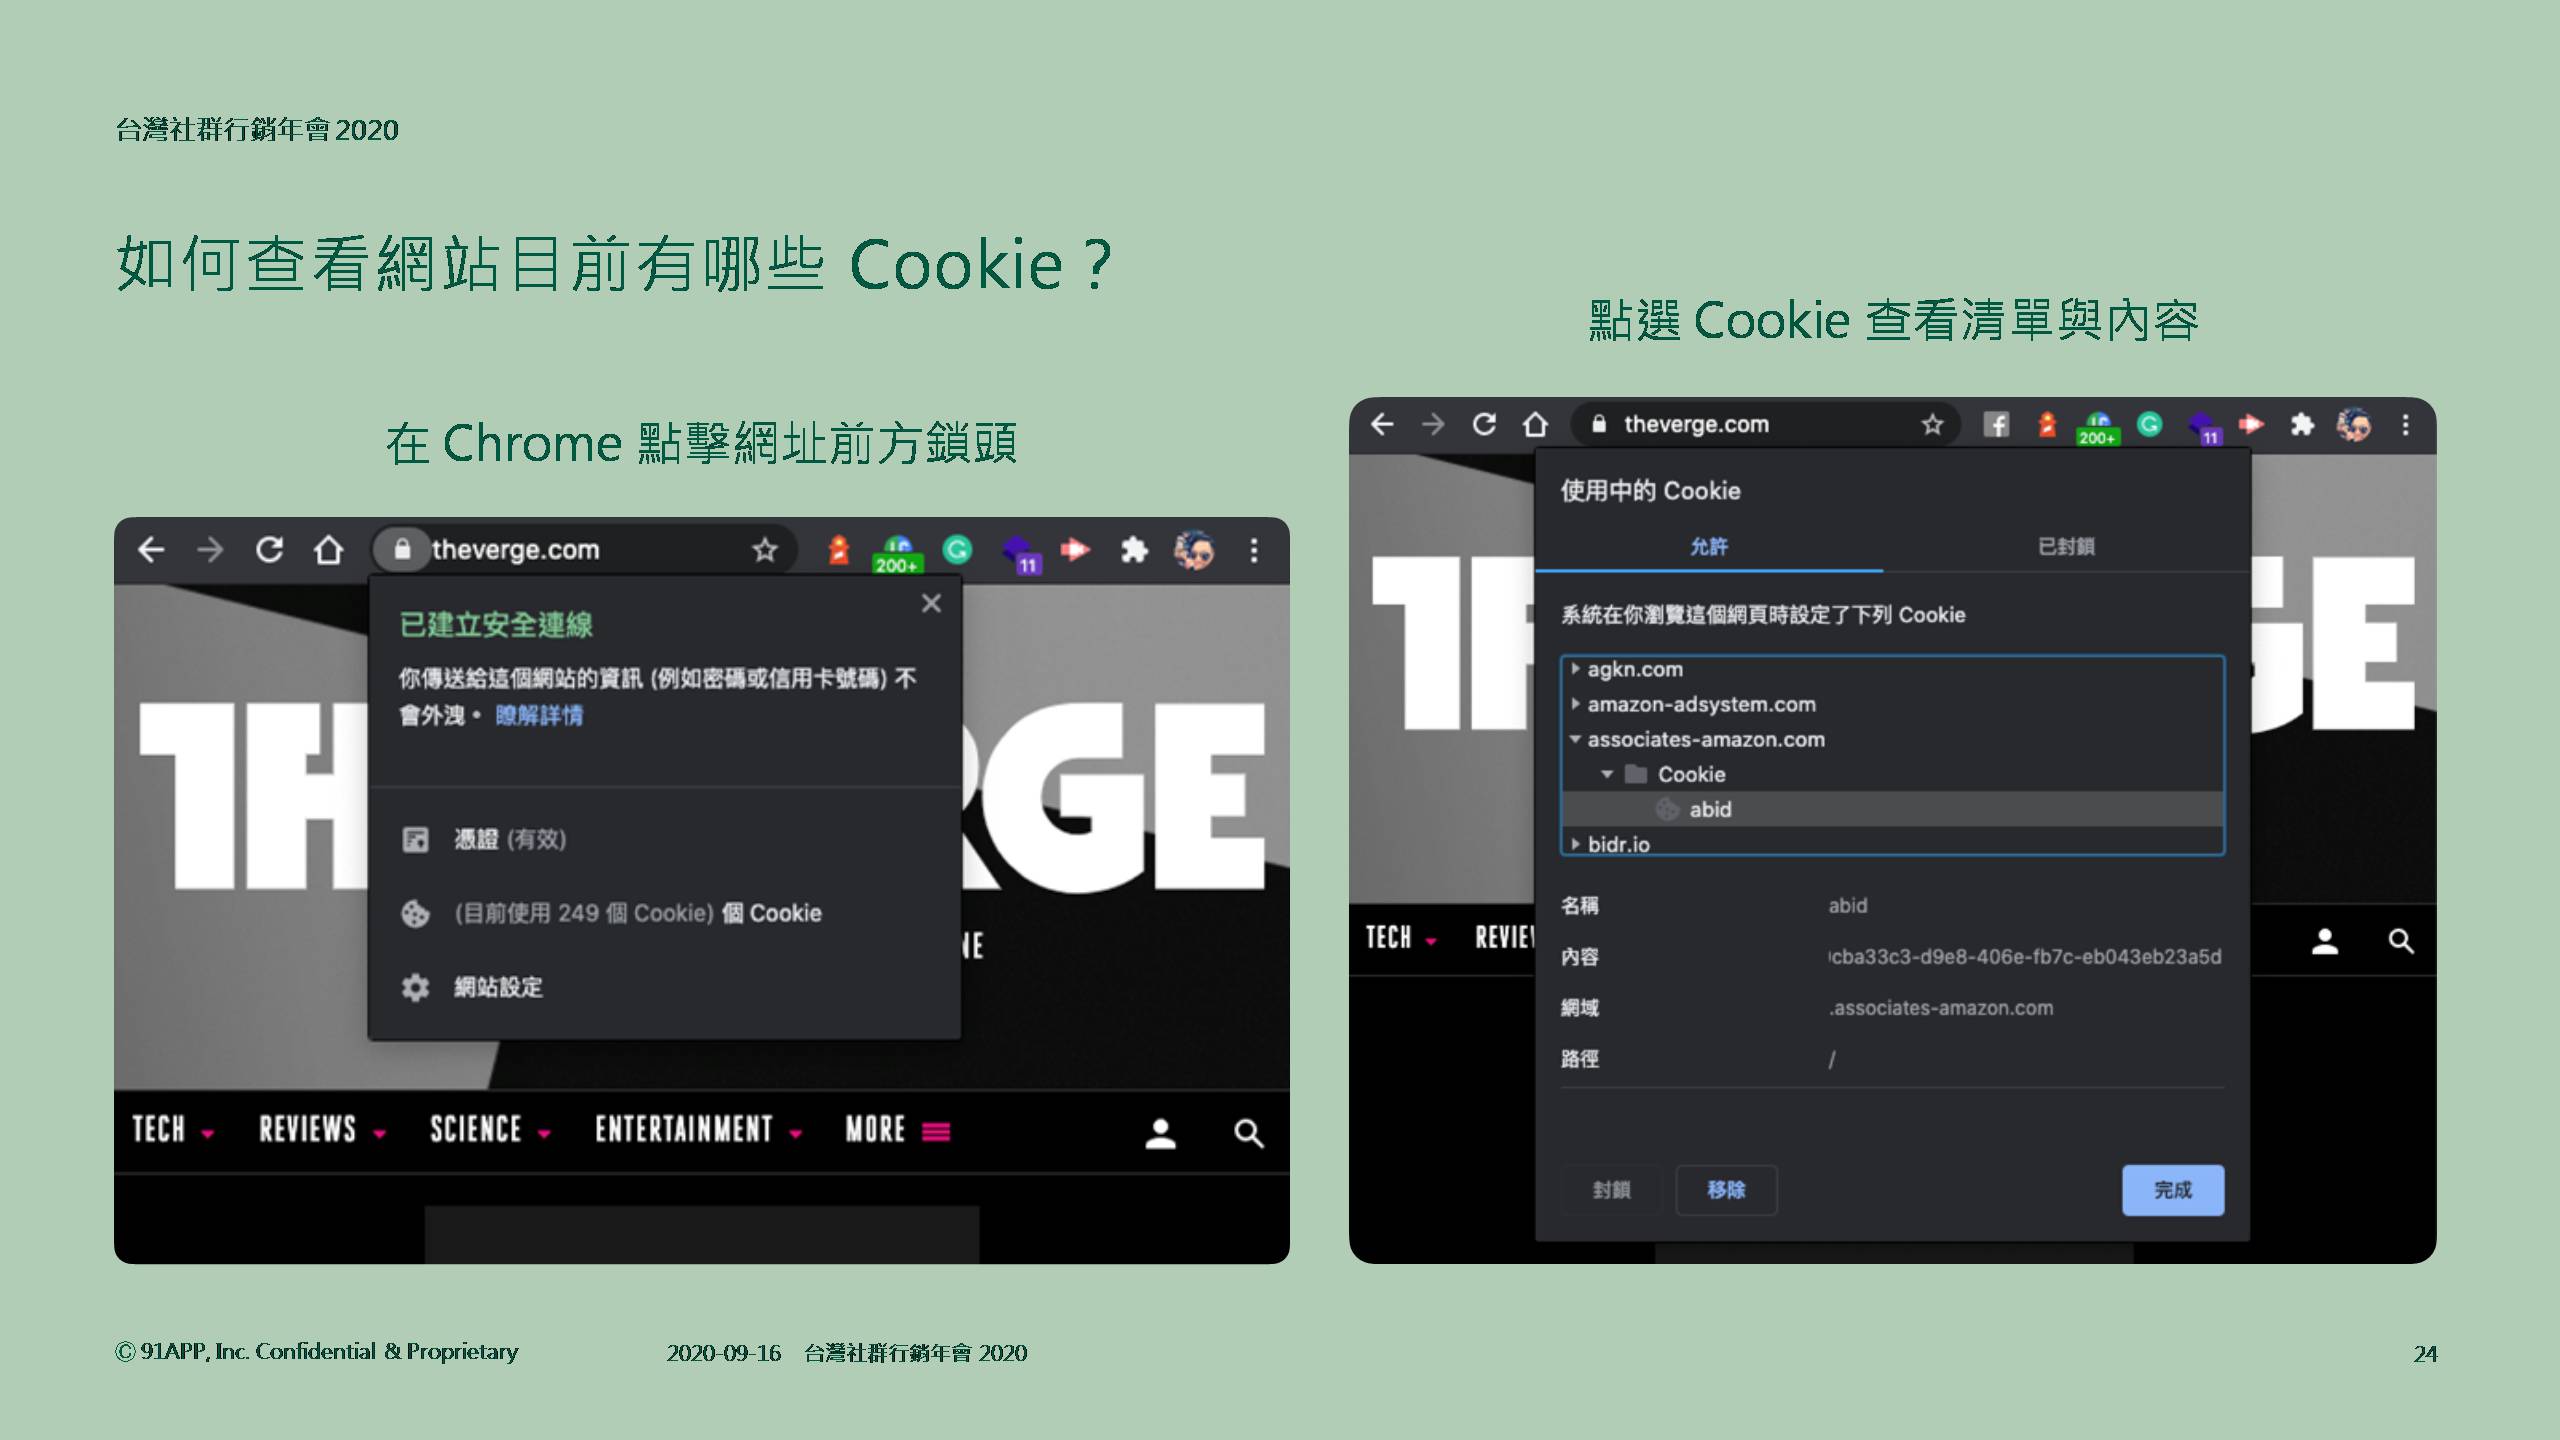 台灣社群行銷年會 2020
如何查看網站目前有哪些 Cookie？
在 Chrome 點擊網址前方鎖頭
theverge.com
200+
11
已建立安全連線
你傳送給這個網站的資訊 (例如密碼或信用卡號碼) 不
會外洩。 瞭解詳情
憑證 (有效)
(目前使用 249 個 Cookie) 個 Cookie
網站設定
GE
NE
TECH
REVIEWS
SCIENCE
ENTERTAINMENT
MORE
點選 Cookie 查看清單與內容
theverge.com
200+
11
使用中的 Cookie
允許
已封鎖
系統在你瀏覽這個網頁時設定了下列 Cookie
agkn.com
amazon-adsystem.com
associates-amazon.com
Cookie
abid
bidr.io
名稱 abid
內容 cba33c3-d9e8-406e-fb7c-eb043eb23a5d
網域 .associates-amazon.com
路徑 /
封鎖
移除
完成
TECH
REVIEW
© 91APP, Inc. Confidential & Proprietary
2020-09-16 台灣社群行銷年會 2020
24